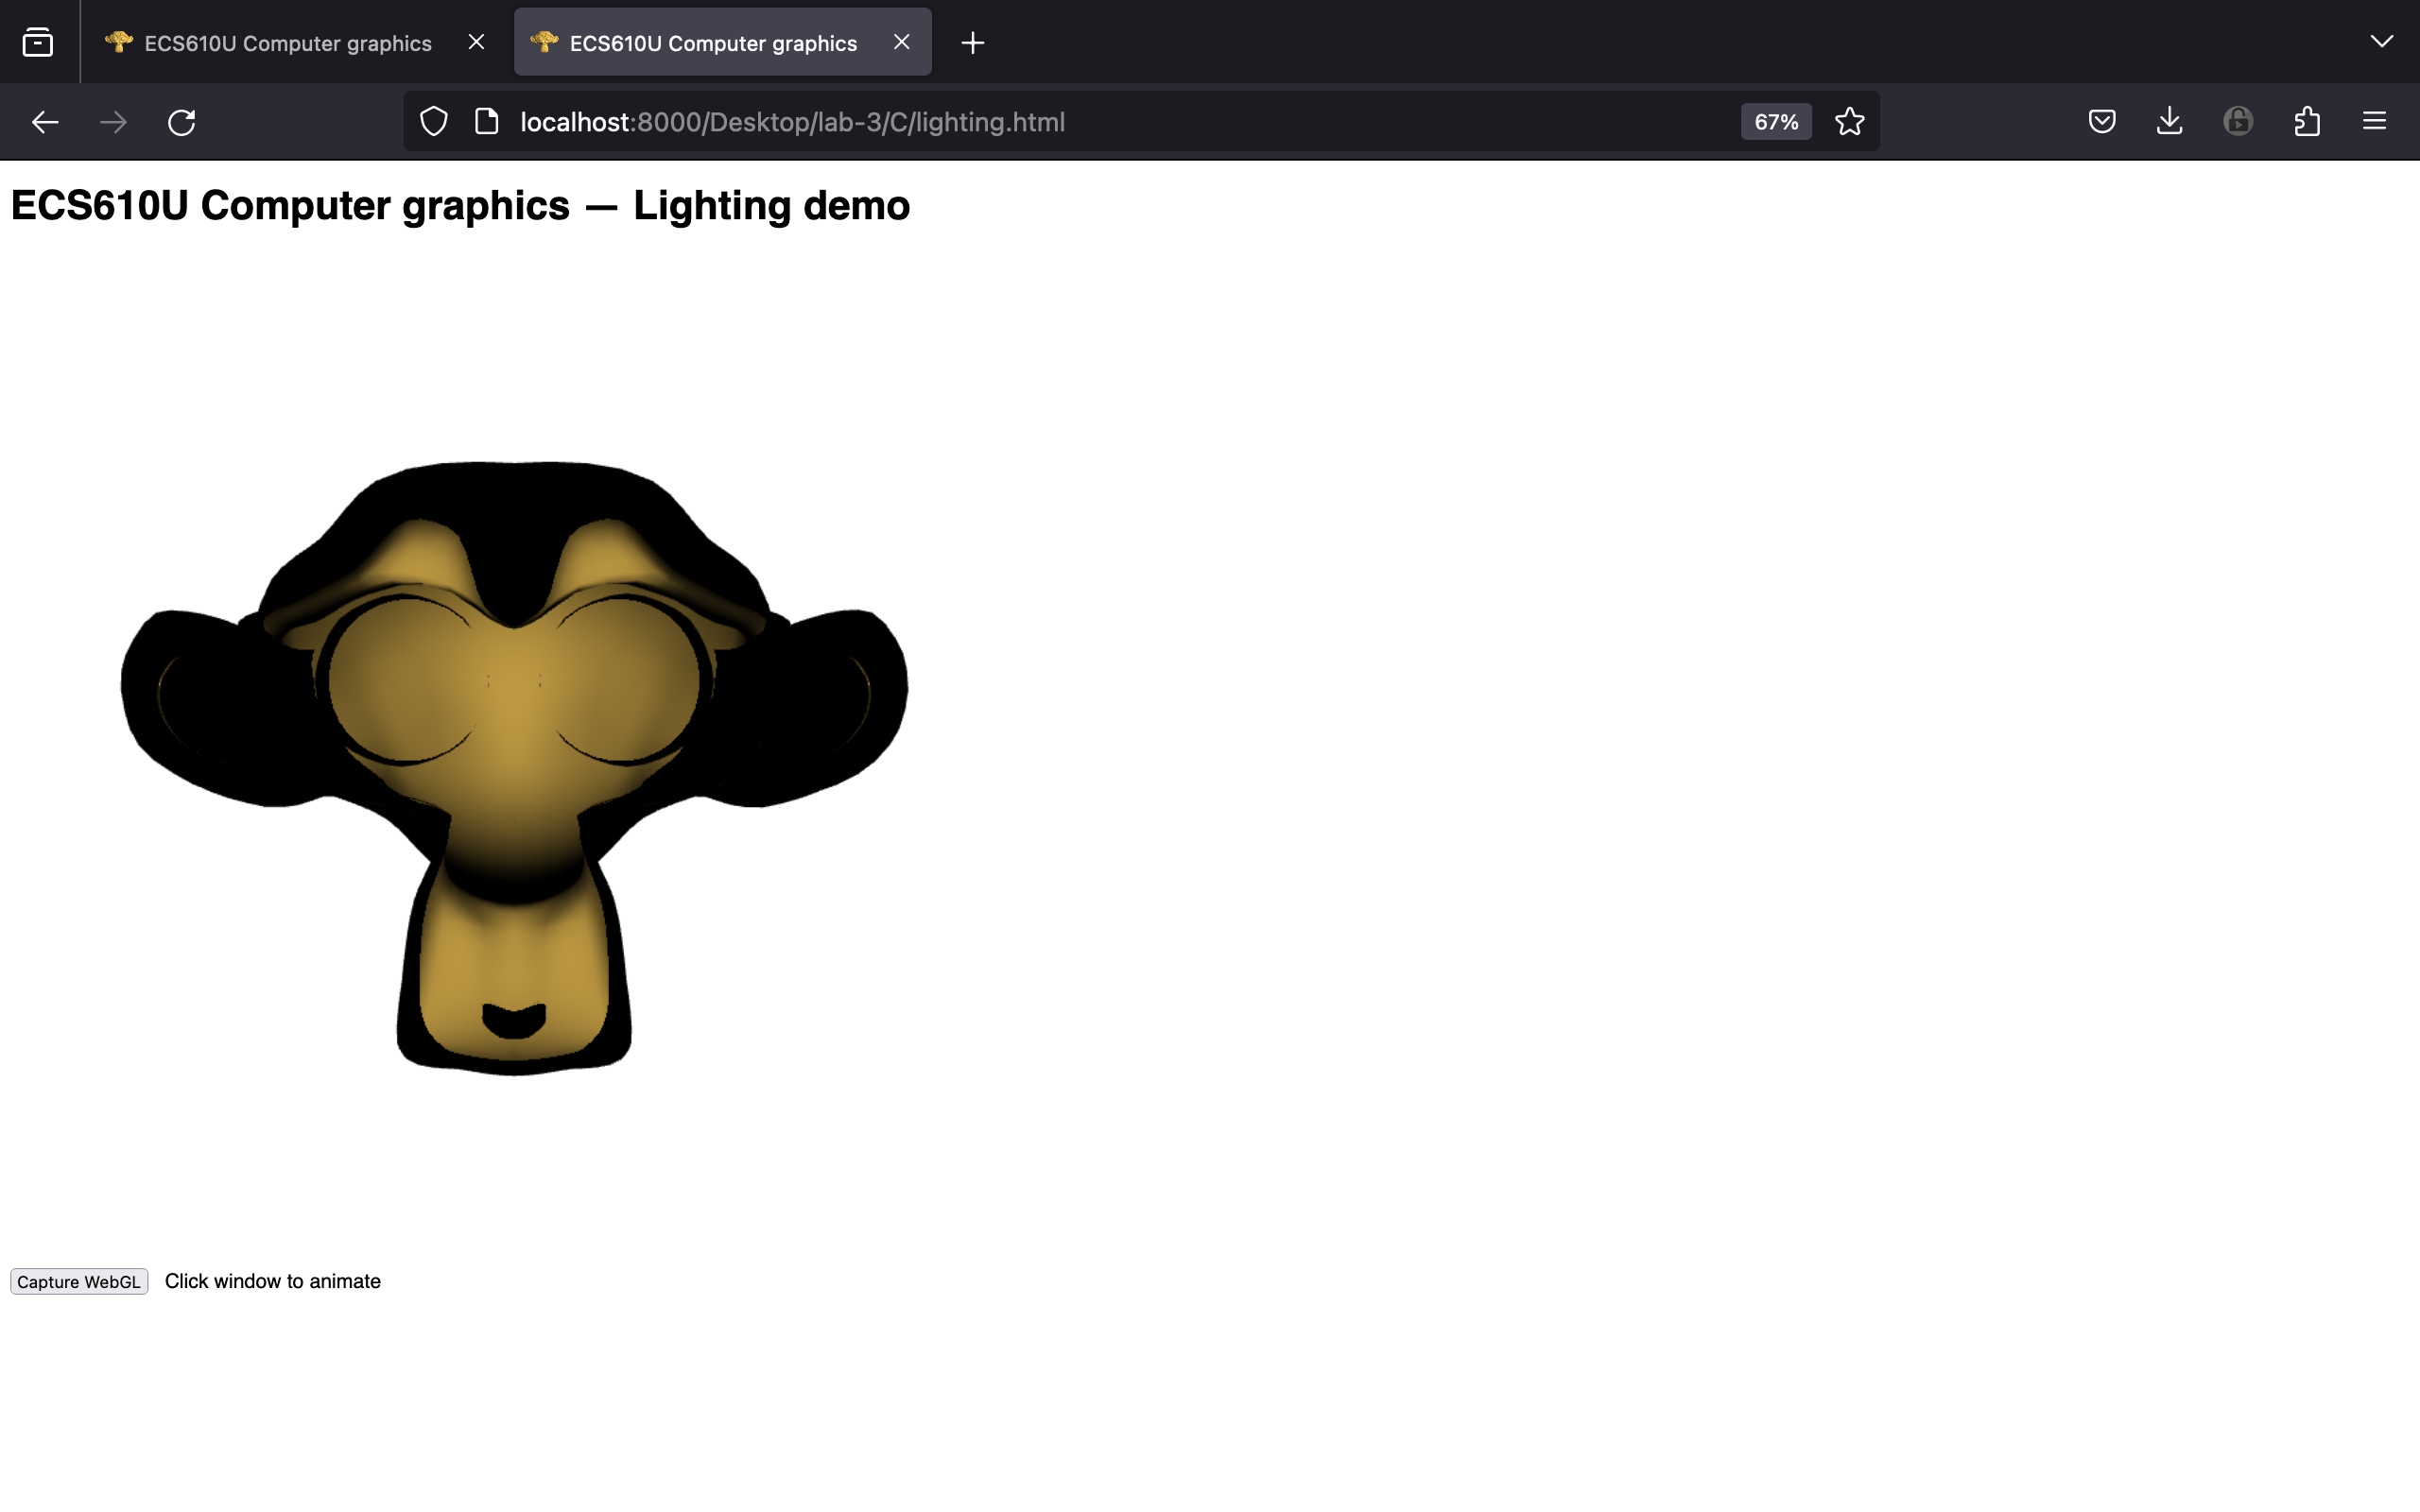 ECS610U Computer graphics
ECS610U Computer graphics
localhost:8000/Desktop/lab-3/C/lighting.html
67%
ECS610U Computer graphics — Lighting demo
Capture WebGL
Click window to animate